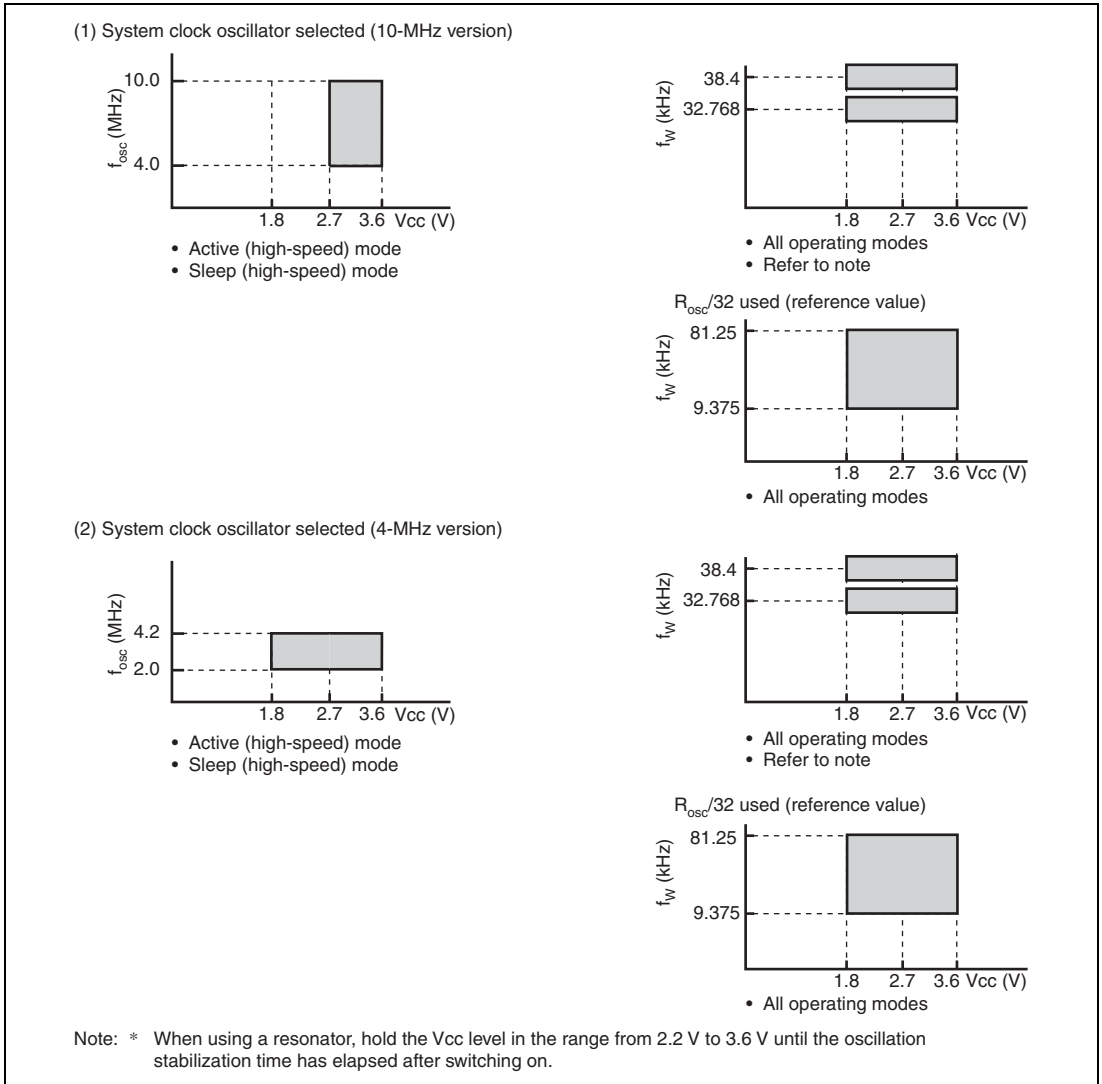 (1) System clock oscillator selected (10-MHz version)
fosc (MHz)
10.0
4.0
1.8 2.7 3.6 Vcc (V)
• Active (high-speed) mode
• Sleep (high-speed) mode
fW (kHz)
38.4
32.768
1.8 2.7 3.6 Vcc (V)
• All operating modes
• Refer to note
Rosc/32 used (reference value)
fW (kHz)
81.25
9.375
1.8 2.7 3.6 Vcc (V)
• All operating modes
(2) System clock oscillator selected (4-MHz version)
fosc (MHz)
4.2
2.0
1.8 2.7 3.6 Vcc (V)
• Active (high-speed) mode
• Sleep (high-speed) mode
fW (kHz)
38.4
32.768
1.8 2.7 3.6 Vcc (V)
• All operating modes
• Refer to note
Rosc/32 used (reference value)
fW (kHz)
81.25
9.375
1.8 2.7 3.6 Vcc (V)
• All operating modes
Note: * When using a resonator, hold the Vcc level in the range from 2.2 V to 3.6 V until the oscillation
stabilization time has elapsed after switching on.